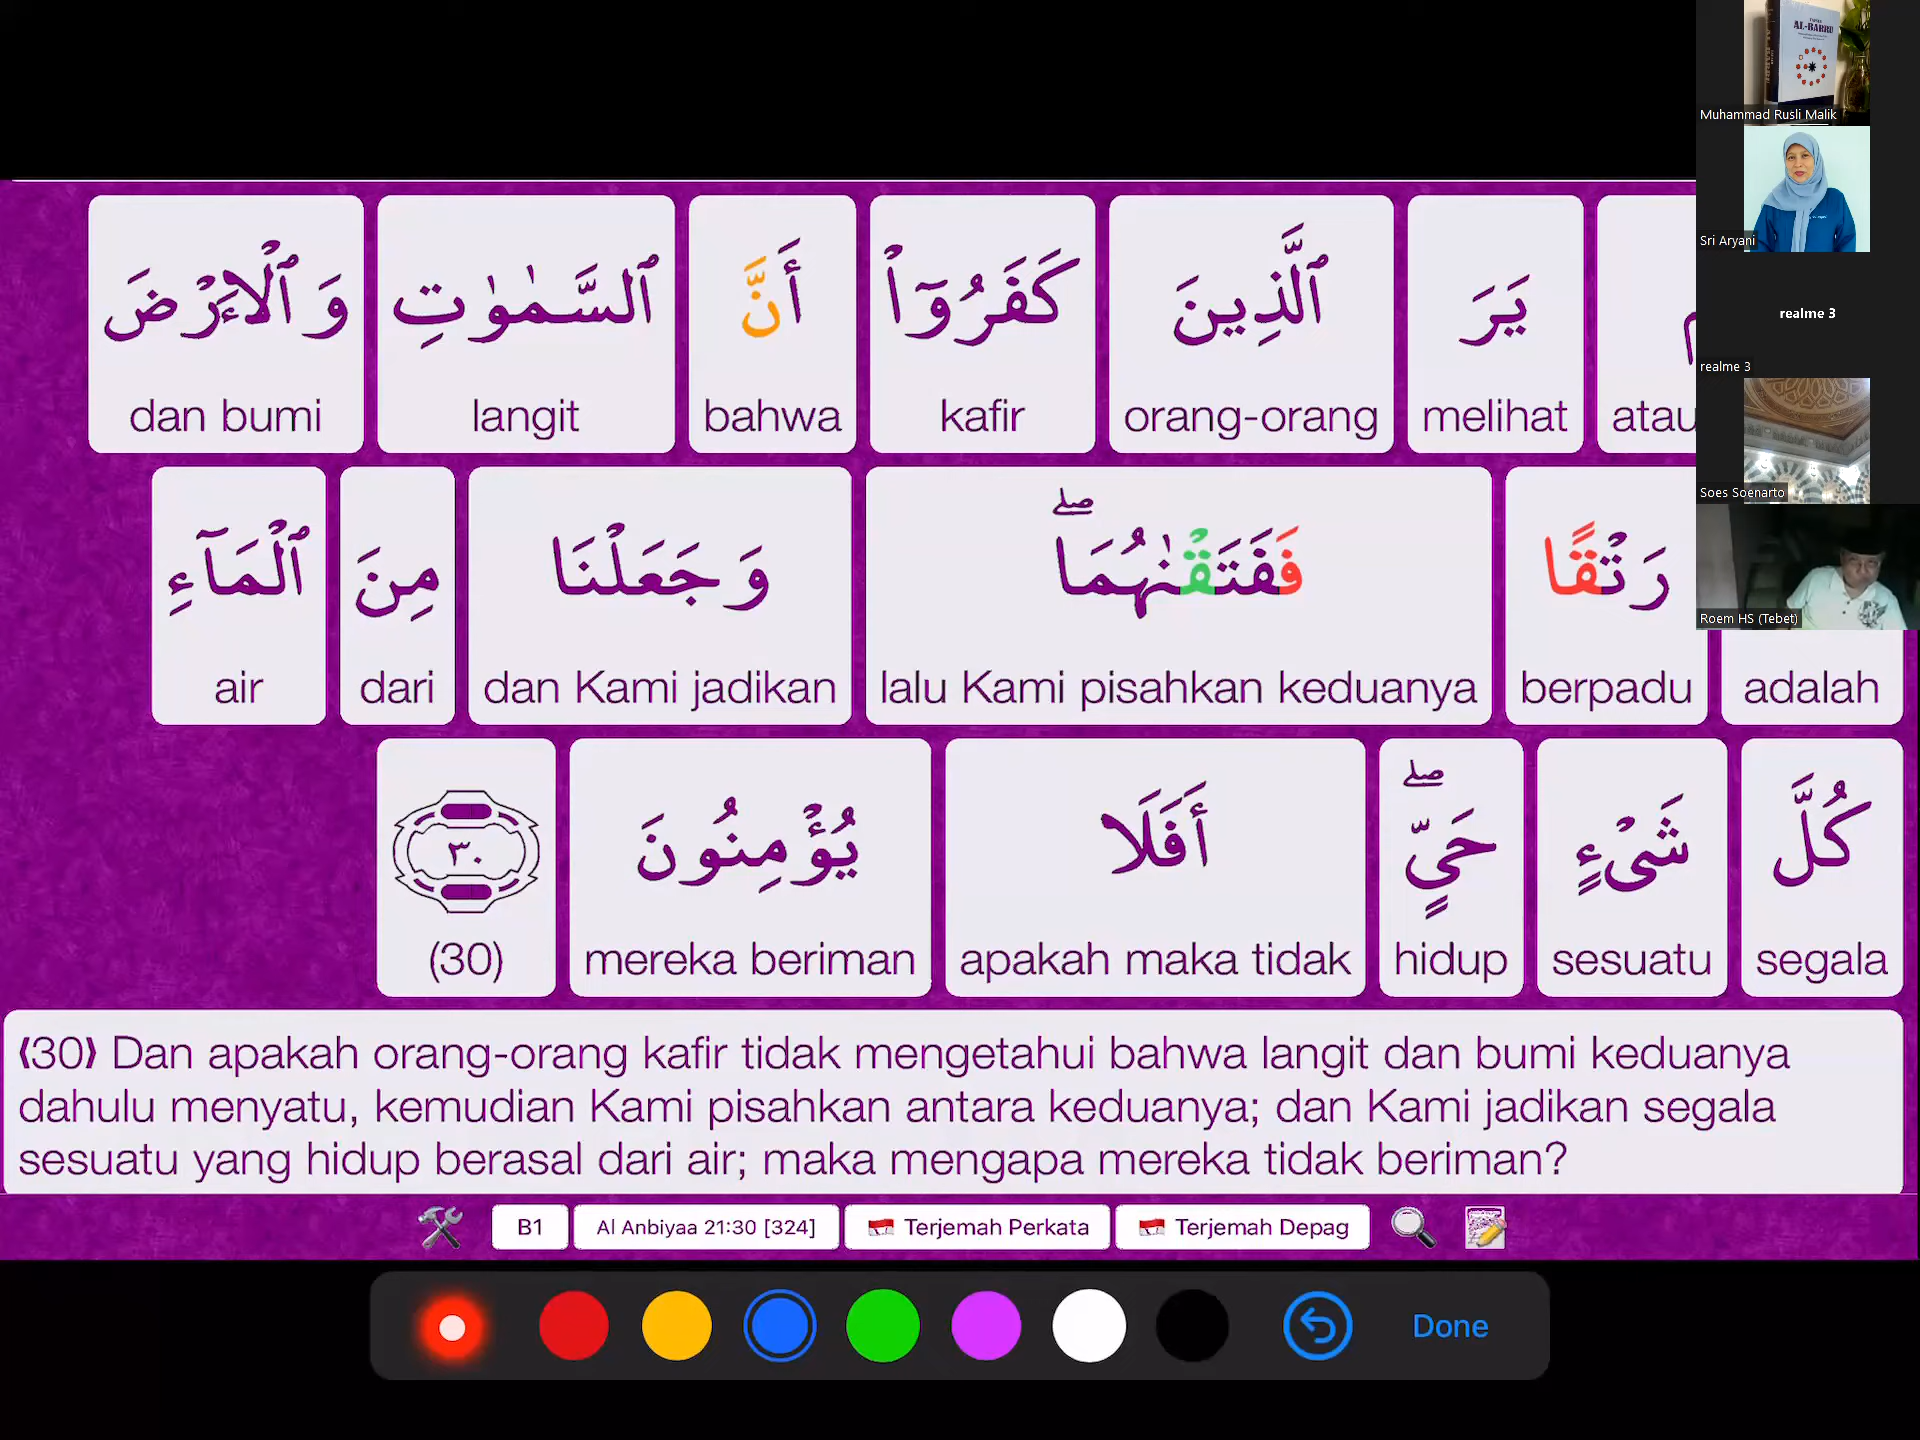 يَرَ ٱلَّذِينَ كَفَرُوٓا۟ أَنَّ ٱلسَّمَٰوَٰتِ وَٱلْأَرْضَ
atau melihat orang-orang kafir bahwa langit dan bumi
رَتْقًا فَفَتَقْنَٰهُمَا ۖ وَجَعَلْنَا مِنَ ٱلْمَآءِ
adalah berpadu lalu Kami pisahkan keduanya dan Kami jadikan dari air
كُلَّ شَىْءٍ حَيٍّ ۖ أَفَلَا يُؤْمِنُونَ ٣٠
segala sesuatu hidup apakah maka tidak mereka beriman (30)
⟨30⟩ Dan apakah orang-orang kafir tidak mengetahui bahwa langit dan bumi keduanya
dahulu menyatu, kemudian Kami pisahkan antara keduanya; dan Kami jadikan segala
sesuatu yang hidup berasal dari air; maka mengapa mereka tidak beriman?
B1 Al Anbiyaa 21:30 [324] Terjemah Perkata Terjemah Depag
Done
AL-BARRU
Muhammad Rusli Malik
Sri Aryani
realme 3
realme 3
Soes Soenarto
Roem HS (Tebet)